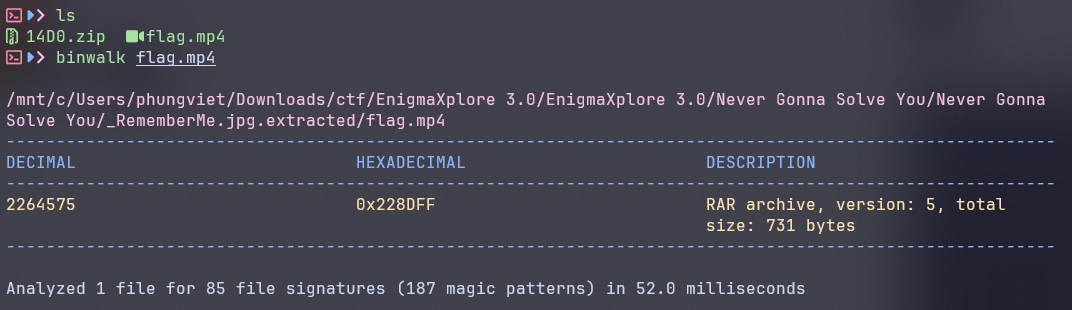 ls
14D0.zip flag.mp4
binwalk flag.mp4
/mnt/c/Users/phungviet/Downloads/ctf/EnigmaXplore 3.0/EnigmaXplore 3.0/Never Gonna Solve You/Never Gonna
Solve You/_RememberMe.jpg.extracted/flag.mp4
--------------------------------------------------------------------------------------------------------
DECIMAL HEXADECIMAL DESCRIPTION
--------------------------------------------------------------------------------------------------------
2264575 0x228DFF RAR archive, version: 5, total
size: 731 bytes
--------------------------------------------------------------------------------------------------------
Analyzed 1 file for 85 file signatures (187 magic patterns) in 52.0 milliseconds